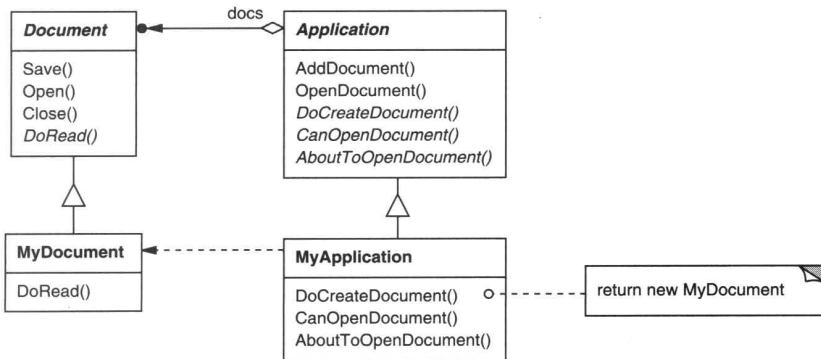 docs
Document
Save()
Open()
Close()
DoRead()
Application
AddDocument()
OpenDocument()
DoCreateDocument()
CanOpenDocument()
AboutToOpenDocument()
MyDocument
DoRead()
MyApplication
DoCreateDocument()
CanOpenDocument()
AboutToOpenDocument()
return new MyDocument